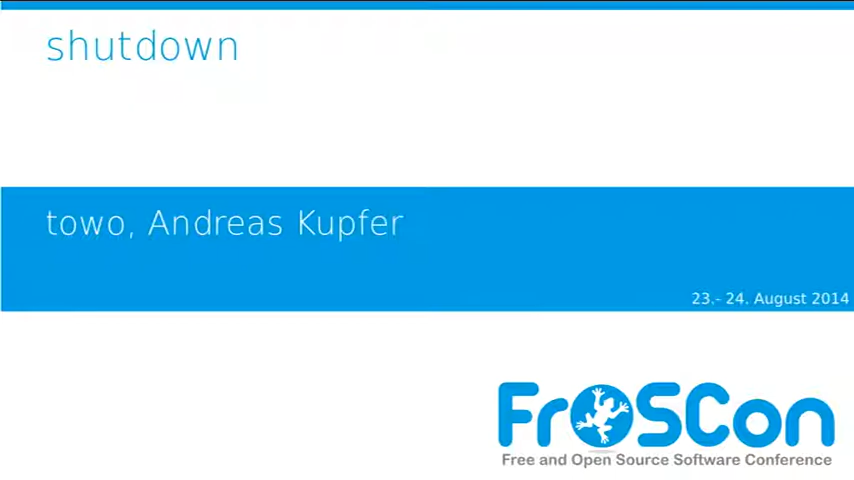 shutdown
towo, Andreas Kupfer
23.- 24. August 2014
FrOSCon
Free and Open Source Software Conference